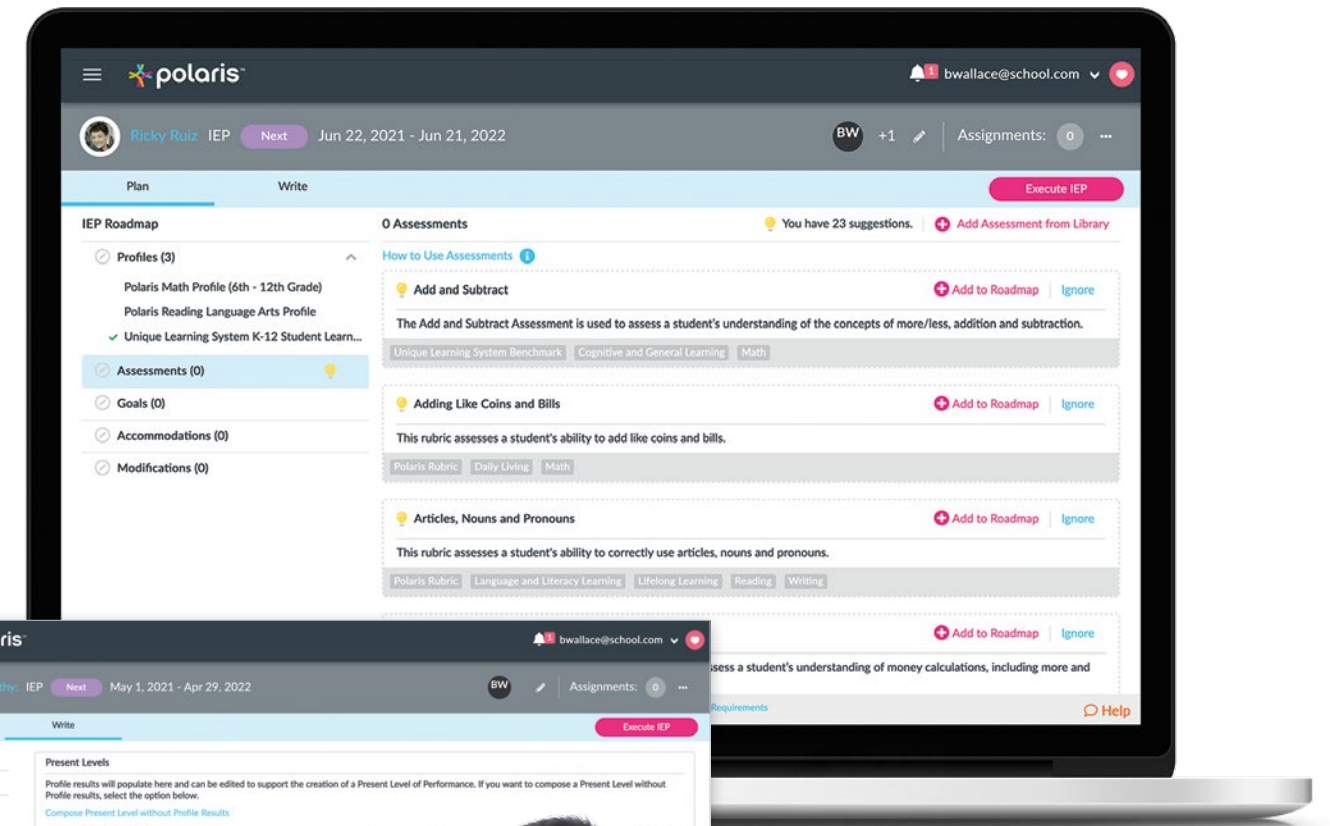 polaris™
1 bwallace@school.com
Ricky Ruiz IEP Next Jun 22, 2021 - Jun 21, 2022
BW +1 Assignments: 0 ...
Plan Write Execute IEP
IEP Roadmap
Profiles (3)
Polaris Math Profile (6th - 12th Grade)
Polaris Reading Language Arts Profile
Unique Learning System K-12 Student Learn...
Assessments (0)
Goals (0)
Accommodations (0)
Modifications (0)
0 Assessments
You have 23 suggestions.
Add Assessment from Library
How to Use Assessments i
Add and Subtract
Add to Roadmap Ignore
The Add and Subtract Assessment is used to assess a student's understanding of the concepts of more/less, addition and subtraction.
Unique Learning System Benchmark Cognitive and General Learning Math
Adding Like Coins and Bills
Add to Roadmap Ignore
This rubric assesses a student's ability to add like coins and bills.
Polaris Rubric Daily Living Math
Articles, Nouns and Pronouns
Add to Roadmap Ignore
This rubric assesses a student's ability to correctly use articles, nouns and pronouns.
Polaris Rubric Language and Literacy Learning Lifelong Learning Reading Writing
Add to Roadmap Ignore
sess a student's understanding of money calculations, including more and
Requirements
Help
ris™
1 bwallace@school.com
thy: IEP Next May 1, 2021 - Apr 29, 2022
BW Assignments: 0 ...
Write Execute IEP
Present Levels
Profile results will populate here and can be edited to support the creation of a Present Level of Performance. If you want to compose a Present Level without
Profile results, select the option below.
Compose Present Level without Profile Results